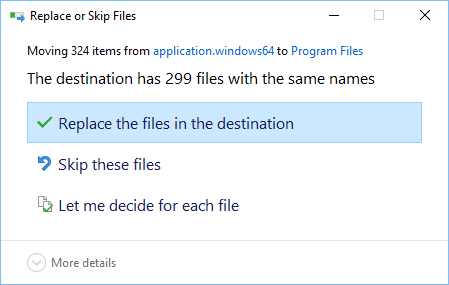 Replace or Skip Files
Moving 324 items from application.windows64 to Program Files
The destination has 299 files with the same names
Replace the files in the destination
Skip these files
Let me decide for each file
More details